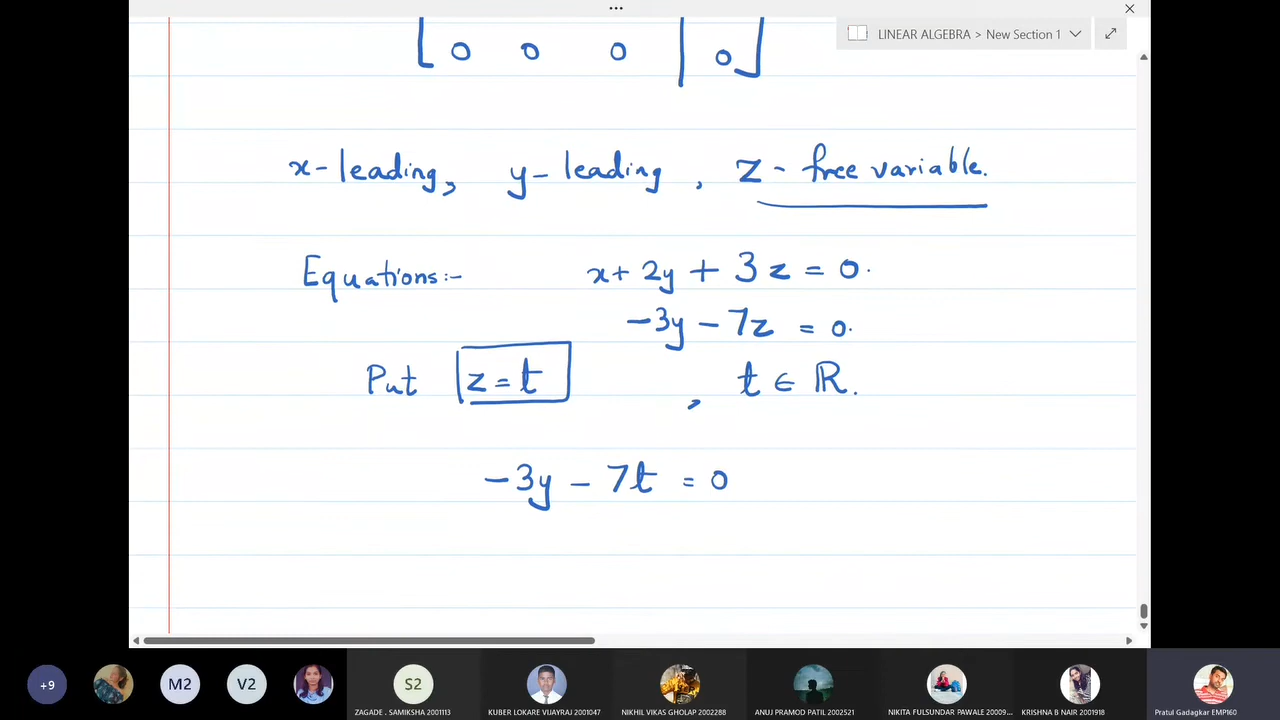 LINEAR ALGEBRA > New Section 1
0 0 0 | 0
x-leading, y-leading, z-free variable.
Equations:- x + 2y + 3z = 0.
-3y - 7z = 0.
Put z = t , t ∈ ℝ.
-3y - 7t = 0
+9 M2 V2 S2
ZAGADE . SAMIKSHA 2001113 KUBER LOKARE VIJAYRAJ 2001047 NIKHIL VIKAS GHOLAP 2002288 ANUJ PRAMOD PATIL 2002521 NIKITA FULSUNDAR PAWALE 20009... KRISHNA B NAIR 2001918 Pratul Gadagkar EMP160